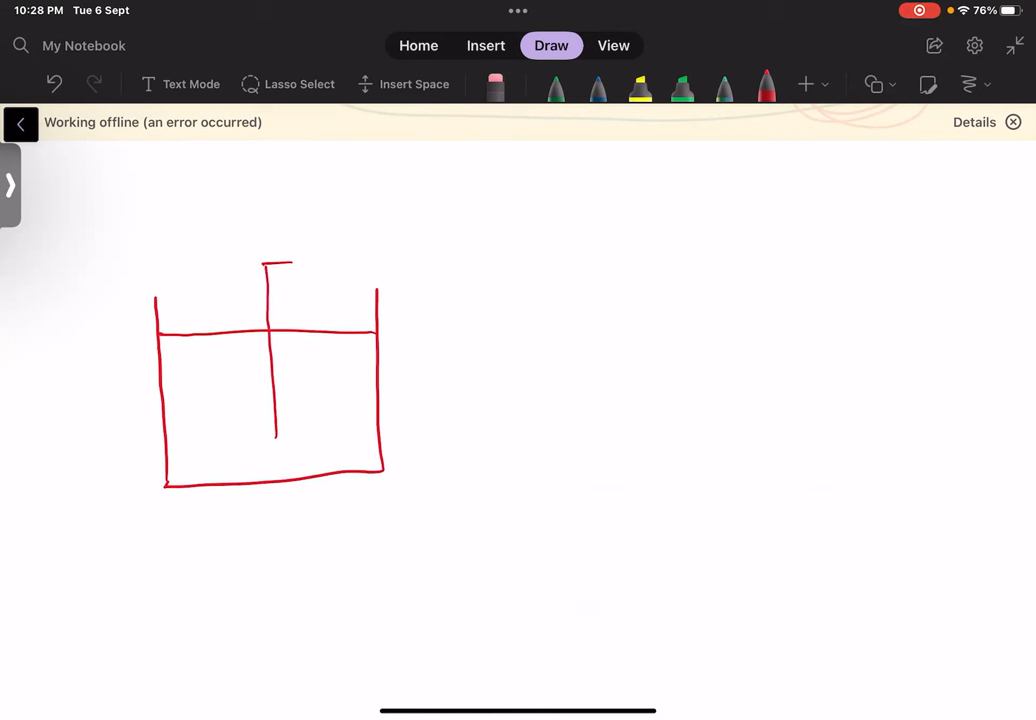 10:28 PM Tue 6 Sept 76%
My Notebook Home Insert Draw View
Text Mode Lasso Select Insert Space
Working offline (an error occurred) Details